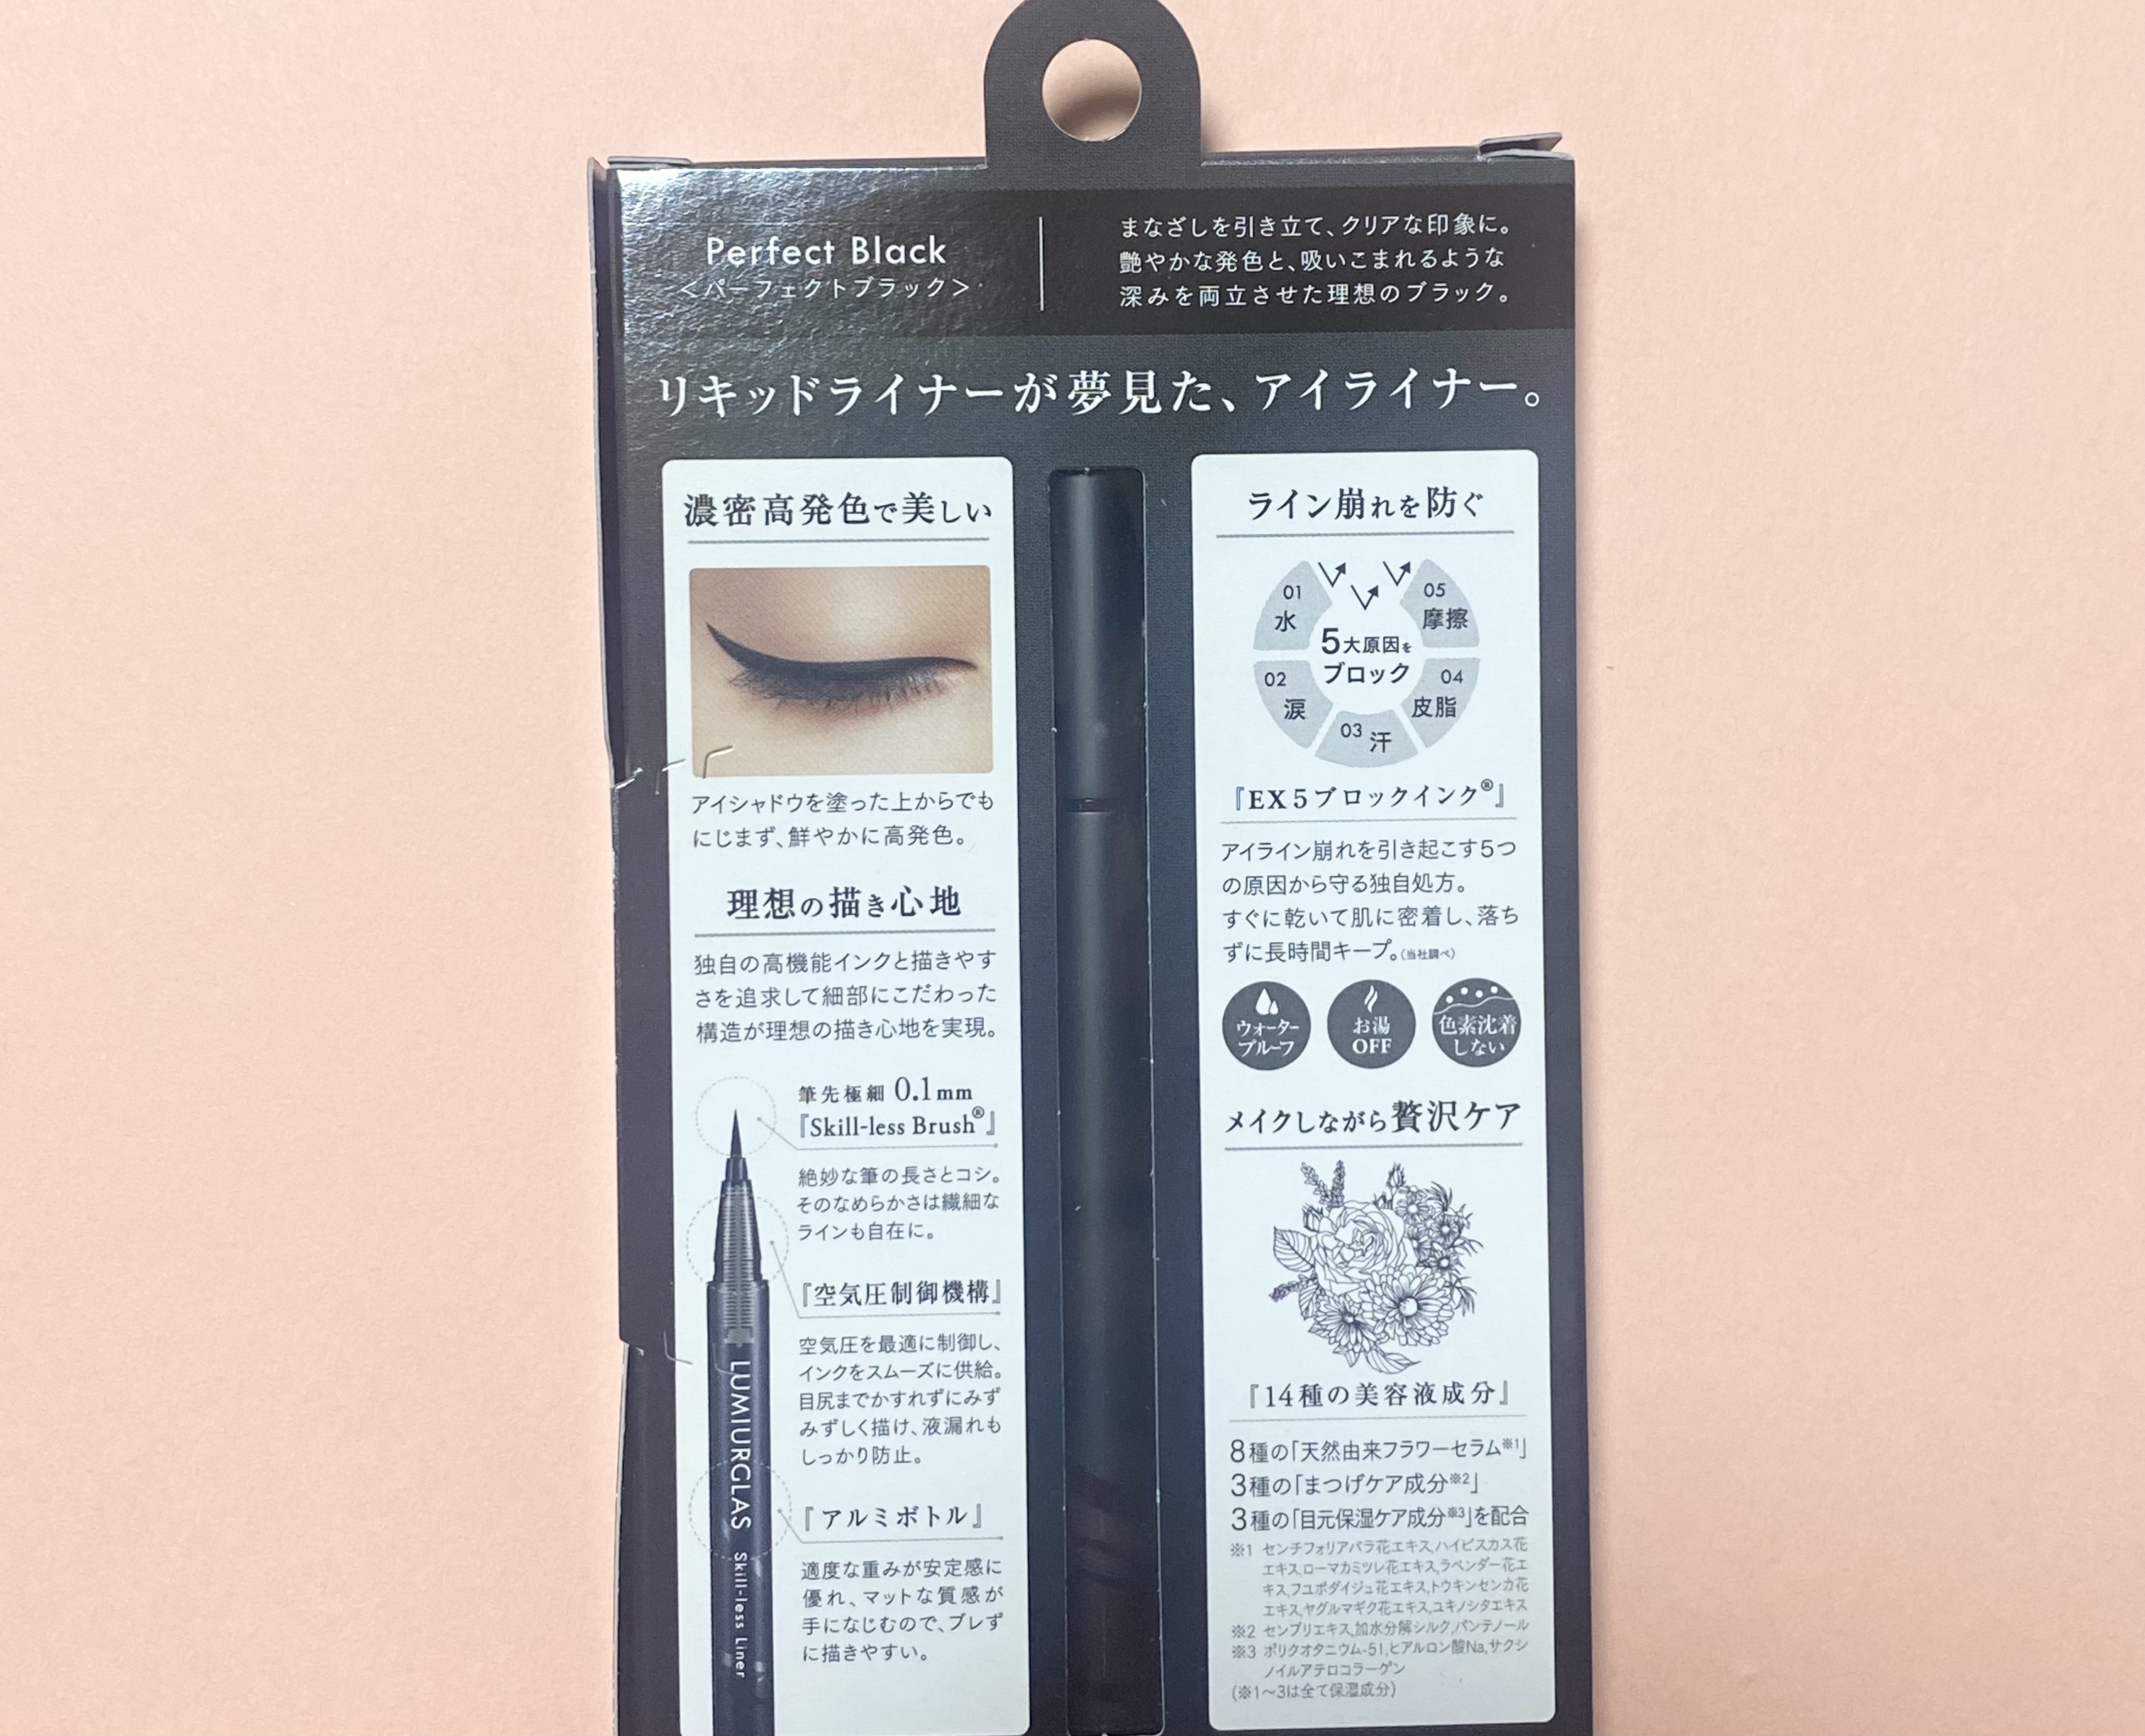 Perfect Black
<パーフェクトブラック>
まなざしを引き立て、クリアな印象に。
艶やかな発色と、吸いこまれるような
深みを両立させた理想のブラック。
リキッドライナーが夢見た、アイライナー。
濃密高発色で美しい
アイシャドウを塗った上からでも
にじまず、鮮やかに高発色。
理想の描き心地
独自の高機能インクと描きやす
さを追求して細部にこだわった
構造が理想の描き心地を実現。
筆先極細 0.1mm
『Skill-less Brush®』
絶妙な筆の長さとコシ。
そのなめらかさは繊細な
ラインも自在に。
『空気圧制御機構』
空気圧を最適に制御し、
インクをスムーズに供給。
目尻までかすれずにみず
みずしく描け、液漏れも
しっかり防止。
『アルミボトル』
適度な重みが安定感に
優れ、マットな質感が
手になじむので、ブレず
に描きやすい。
LUMIURGLAS Skill-less Liner
ライン崩れを防ぐ
01
水
02
涙
03 汗
04
皮脂
05
摩擦
5大原因を
ブロック
『EX5ブロックインク®』
アイライン崩れを引き起こす5つ
の原因から守る独自処方。
すぐに乾いて肌に密着し、落ち
ずに長時間キープ。(当社調べ)
ウォーター
プルーフ
お湯
OFF
色素沈着
しない
メイクしながら贅沢ケア
『14種の美容液成分』
8種の「天然由来フラワーセラム※1」
3種の「まつげケア成分※2」
3種の「目元保湿ケア成分※3」を配合
※1 センチフォリアバラ花エキス,ハイビスカス花
エキス,ローマカミツレ花エキス,ラベンダー花エ
キス,フユボダイジュ花エキス,トウキンセンカ花
エキス,ヤグルマギク花エキス,ユキノシタエキス
※2 センブリエキス,加水分解シルク,パンテノール
※3 ポリクオタニウム-51,ヒアルロン酸Na,サクシ
ノイルアテロコラーゲン
(※1～3は全て保湿成分)